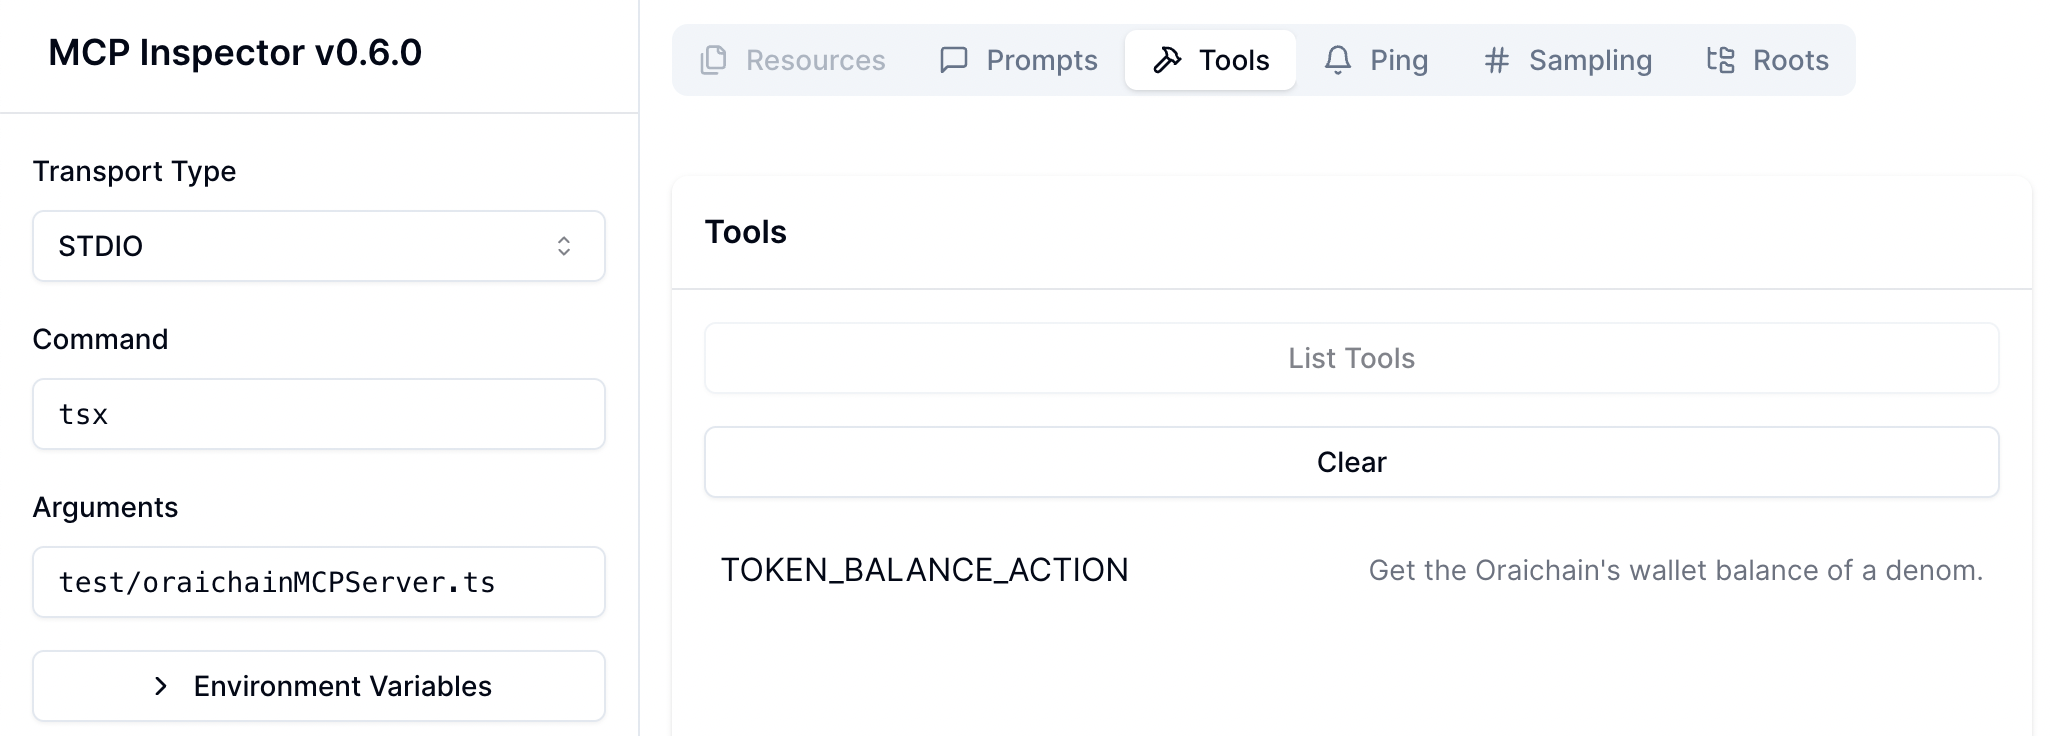 MCP Inspector v0.6.0
Transport Type
STDIO
Command
tsx
Arguments
test/oraichainMCPServer.ts
Environment Variables
Resources Prompts Tools Ping Sampling Roots
Tools
List Tools
Clear
TOKEN_BALANCE_ACTION Get the Oraichain's wallet balance of a denom.